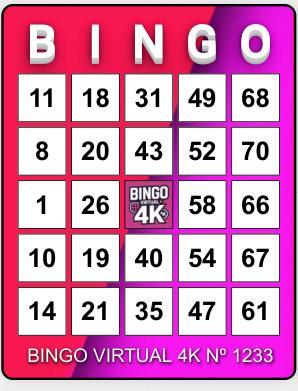 BINGO
11 18 31 49 68
8 20 43 52 70
1 26 BINGO VIRTUAL 4K 58 66
10 19 40 54 67
14 21 35 47 61
BINGO VIRTUAL 4K Nº 1233